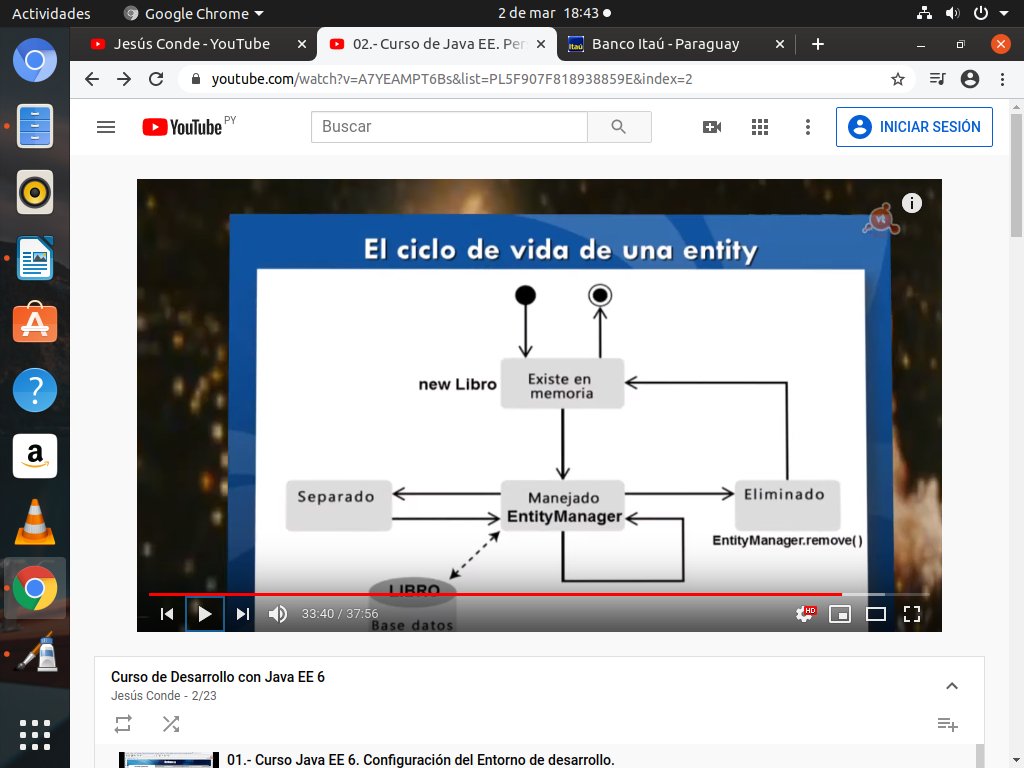 Actividades
Google Chrome
2 de mar 18:43
Jesús Conde - YouTube
02.- Curso de Java EE. Per
Banco Itaú - Paraguay
youtube.com/watch?v=A7YEAMPT6Bs&list=PL5F907F818938859E&index=2
YouTube PY
Buscar
INICIAR SESIÓN
El ciclo de vida de una entity
new Libro
Existe en
memoria
Separado
Manejado
EntityManager
Eliminado
EntityManager.remove()
LIBRO
Base datos
33:40 / 37:56
HD
Curso de Desarrollo con Java EE 6
Jesús Conde - 2/23
01.- Curso Java EE 6. Configuración del Entorno de desarrollo.